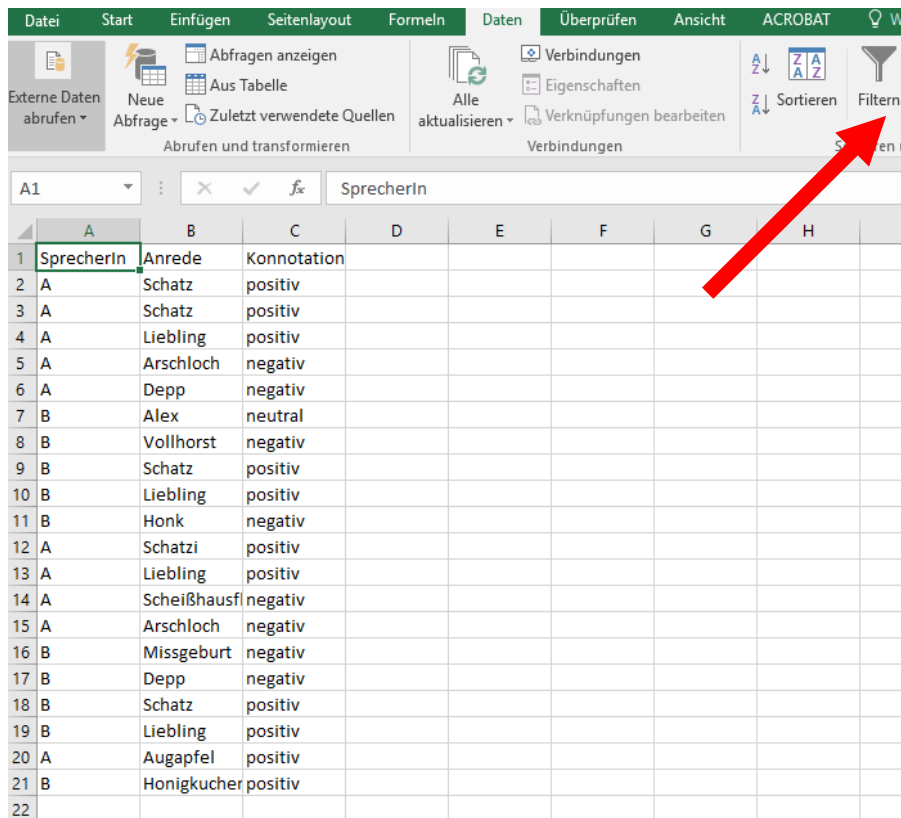 Datei Start Einfügen Seitenlayout Formeln Daten Überprüfen Ansicht ACROBAT W
Externe Daten abrufen
Neue Abfrage
Abfragen anzeigen
Aus Tabelle
Zuletzt verwendete Quellen
Abrufen und transformieren
Alle aktualisieren
Verbindungen
Eigenschaften
Verknüpfungen bearbeiten
Verbindungen
Sortieren
Filtern
A1 fx SprecherIn
A B C D E F G H
1 SprecherIn Anrede Konnotation
2 A Schatz positiv
3 A Schatz positiv
4 A Liebling positiv
5 A Arschloch negativ
6 A Depp negativ
7 B Alex neutral
8 B Vollhorst negativ
9 B Schatz positiv
10 B Liebling positiv
11 B Honk negativ
12 A Schatzi positiv
13 A Liebling positiv
14 A Scheißhausfl negativ
15 A Arschloch negativ
16 B Missgeburt negativ
17 B Depp negativ
18 B Schatz positiv
19 B Liebling positiv
20 A Augapfel positiv
21 B Honigkuchen positiv
22